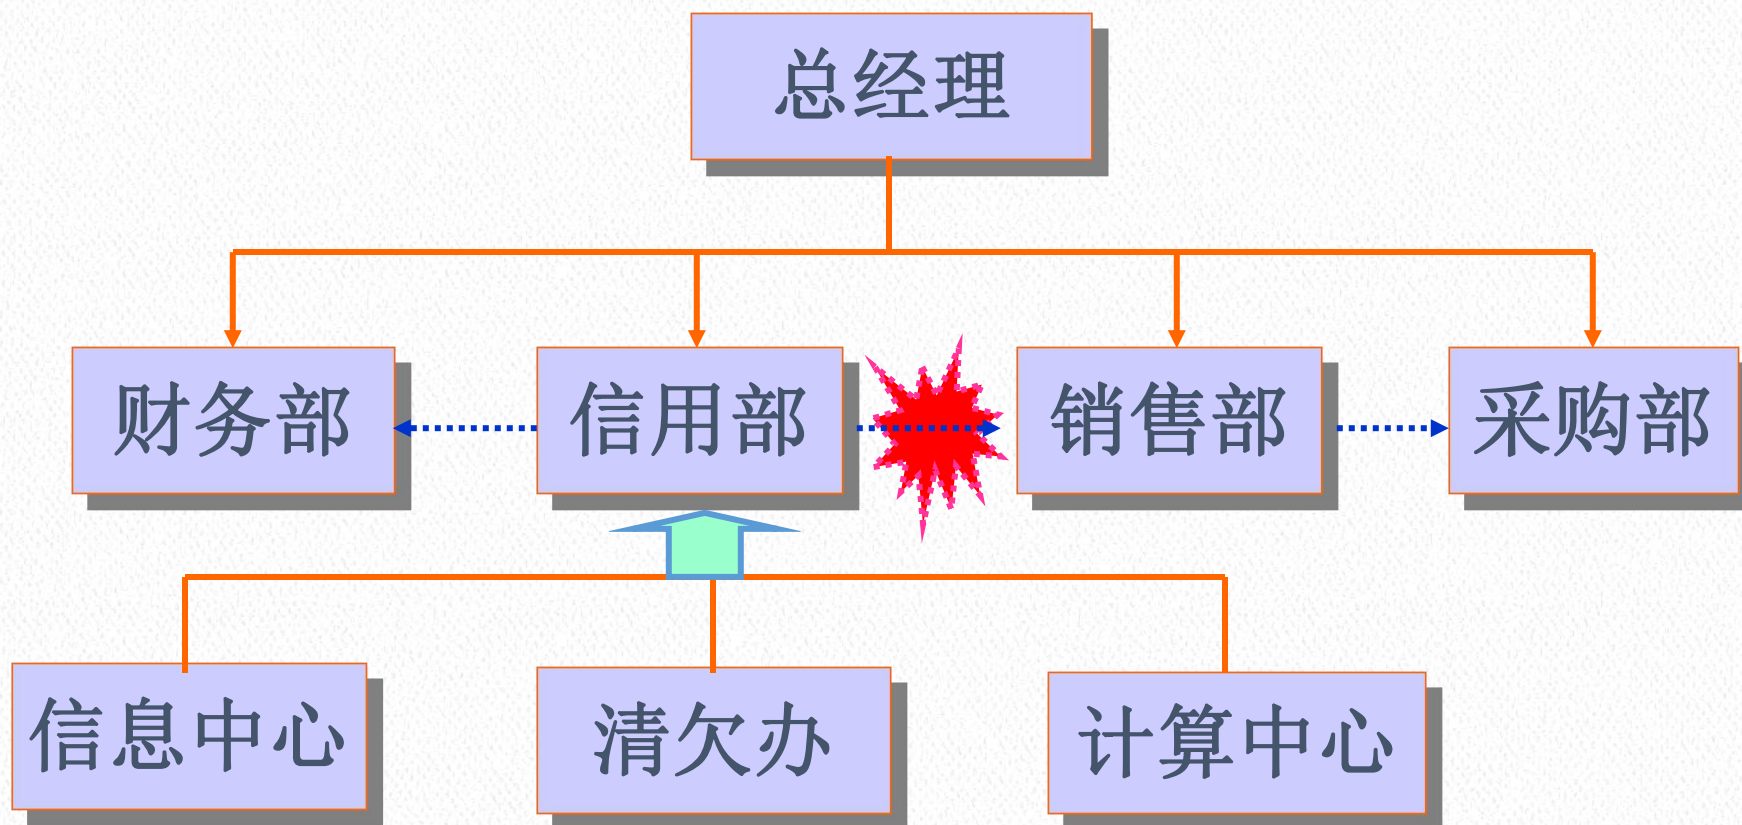 总经理
财务部
信用部
销售部
采购部
信息中心
清欠办
计算中心